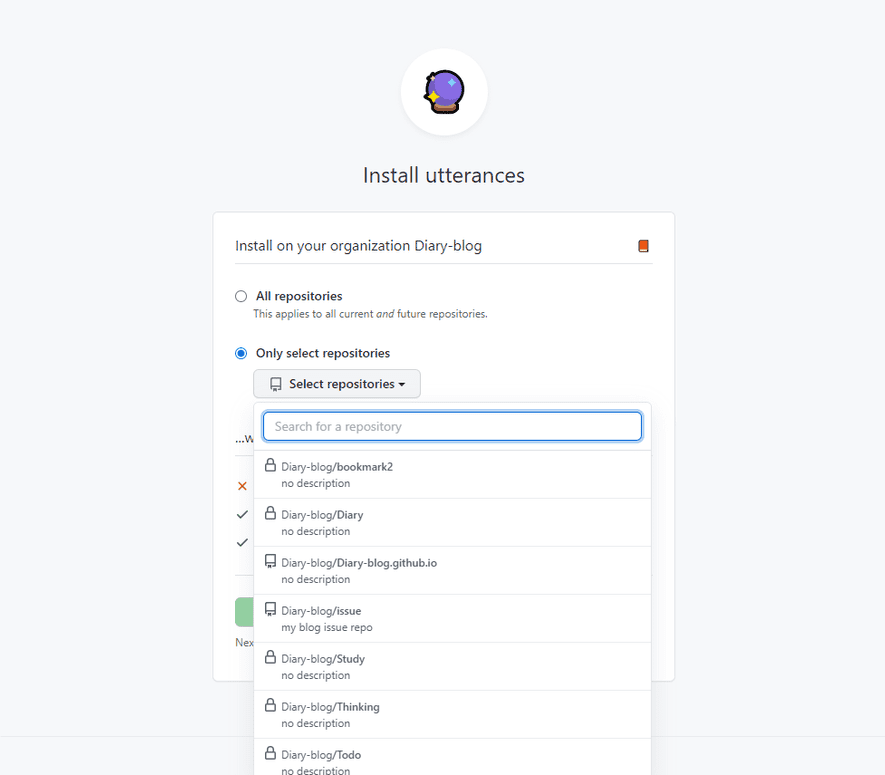 Install utterances
Install on your organization Diary-blog
All repositories
This applies to all current and future repositories.
Only select repositories
Select repositories
Search for a repository
...w
Diary-blog/bookmark2
no description
Diary-blog/Diary
no description
Diary-blog/Diary-blog.github.io
no description
Diary-blog/issue
my blog issue repo
Nex
Diary-blog/Study
no description
Diary-blog/Thinking
no description
Diary-blog/Todo
no description